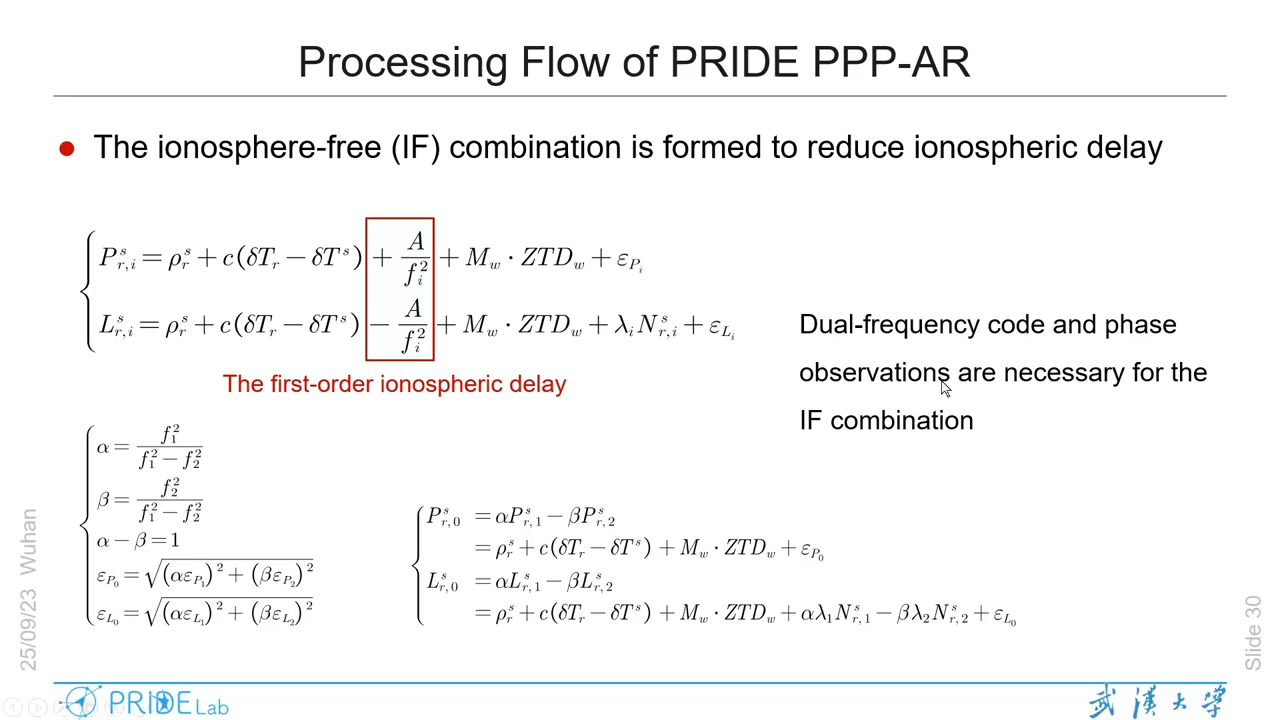 Processing Flow of PRIDE PPP-AR
● The ionosphere-free (IF) combination is formed to reduce ionospheric delay
P^s_{r,i} = ρ^s_r + c(δT_r − δT^s) + A/f_i^2 + M_w · ZTD_w + ε_{P_i}
L^s_{r,i} = ρ^s_r + c(δT_r − δT^s) − A/f_i^2 + M_w · ZTD_w + λ_i N^s_{r,i} + ε_{L_i}
The first-order ionospheric delay
Dual-frequency code and phase
observations are necessary for the
IF combination
α = f_1^2/(f_1^2 − f_2^2)
β = f_2^2/(f_1^2 − f_2^2)
α − β = 1
ε_{P_0} = √((αε_{P_1})^2 + (βε_{P_2})^2)
ε_{L_0} = √((αε_{L_1})^2 + (βε_{L_2})^2)
P^s_{r,0} = αP^s_{r,1} − βP^s_{r,2}
= ρ^s_r + c(δT_r − δT^s) + M_w · ZTD_w + ε_{P_0}
L^s_{r,0} = αL^s_{r,1} − βL^s_{r,2}
= ρ^s_r + c(δT_r − δT^s) + M_w · ZTD_w + αλ_1 N^s_{r,1} − βλ_2 N^s_{r,2} + ε_{L_0}
25/09/23 Wuhan
Slide 30
PRIDE Lab
武汉大学